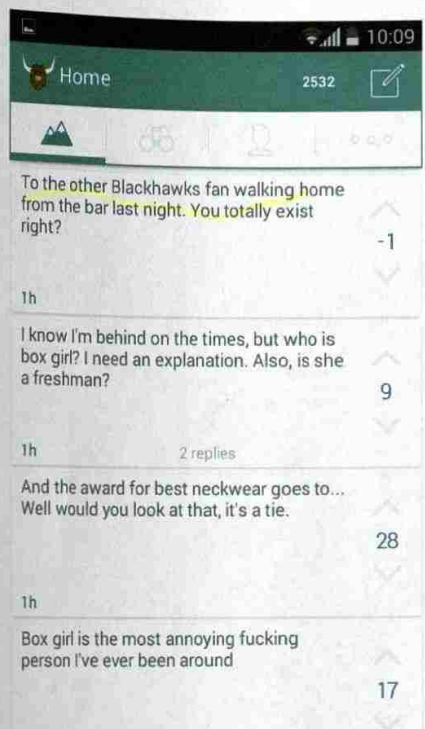 10:09
Home
2532
To the other Blackhawks fan walking home
from the bar last night. You totally exist
right?
-1
1h
I know I'm behind on the times, but who is
box girl? I need an explanation. Also, is she
a freshman?
9
1h
2 replies
And the award for best neckwear goes to...
Well would you look at that, it's a tie.
28
1h
Box girl is the most annoying fucking
person I've ever been around
17